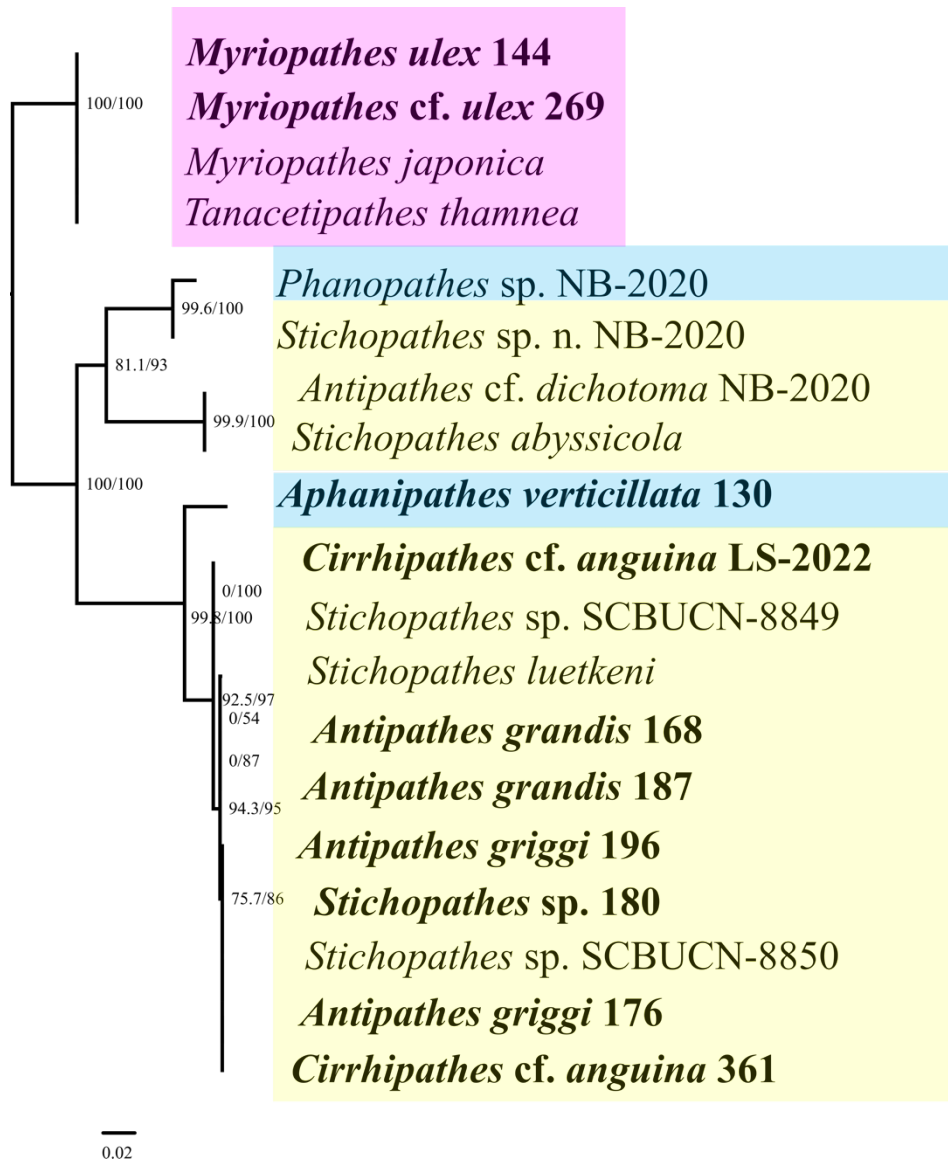 Myriopathes ulex 144
100/100
Myriopathes cf. ulex 269
Myriopathes japonica
Tanacetipathes thamnea
Phanopathes sp. NB-2020
99.6/100
Stichopathes sp. n. NB-2020
81.1/93
Antipathes cf. dichotoma NB-2020
99.9/100
Stichopathes abyssicola
100/100
Aphanipathes verticillata 130
Cirrhipathes cf. anguina LS-2022
0/100
99.8/100
Stichopathes sp. SCBUCN-8849
Stichopathes luetkeni
92.5/97
0/54
Antipathes grandis 168
0/87
Antipathes grandis 187
94.3/95
Antipathes griggi 196
75.7/86
Stichopathes sp. 180
Stichopathes sp. SCBUCN-8850
Antipathes griggi 176
Cirrhipathes cf. anguina 361
0.02